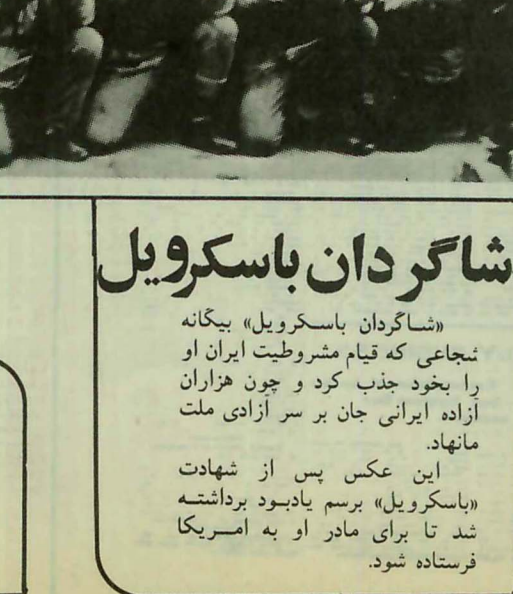 شاگردان باسکرویل
«شاگردان باسکرویل» بیگانه
شجاعی که قیام مشروطیت ایران او
را بخود جذب کرد و چون هزاران
آزاده ایرانی جان بر سر آزادی ملت
مانهاد.
این عکس پس از شهادت
«باسکرویل» برسم یادبود برداشته
شد تا برای مادر او به امریکا
فرستاده شود.